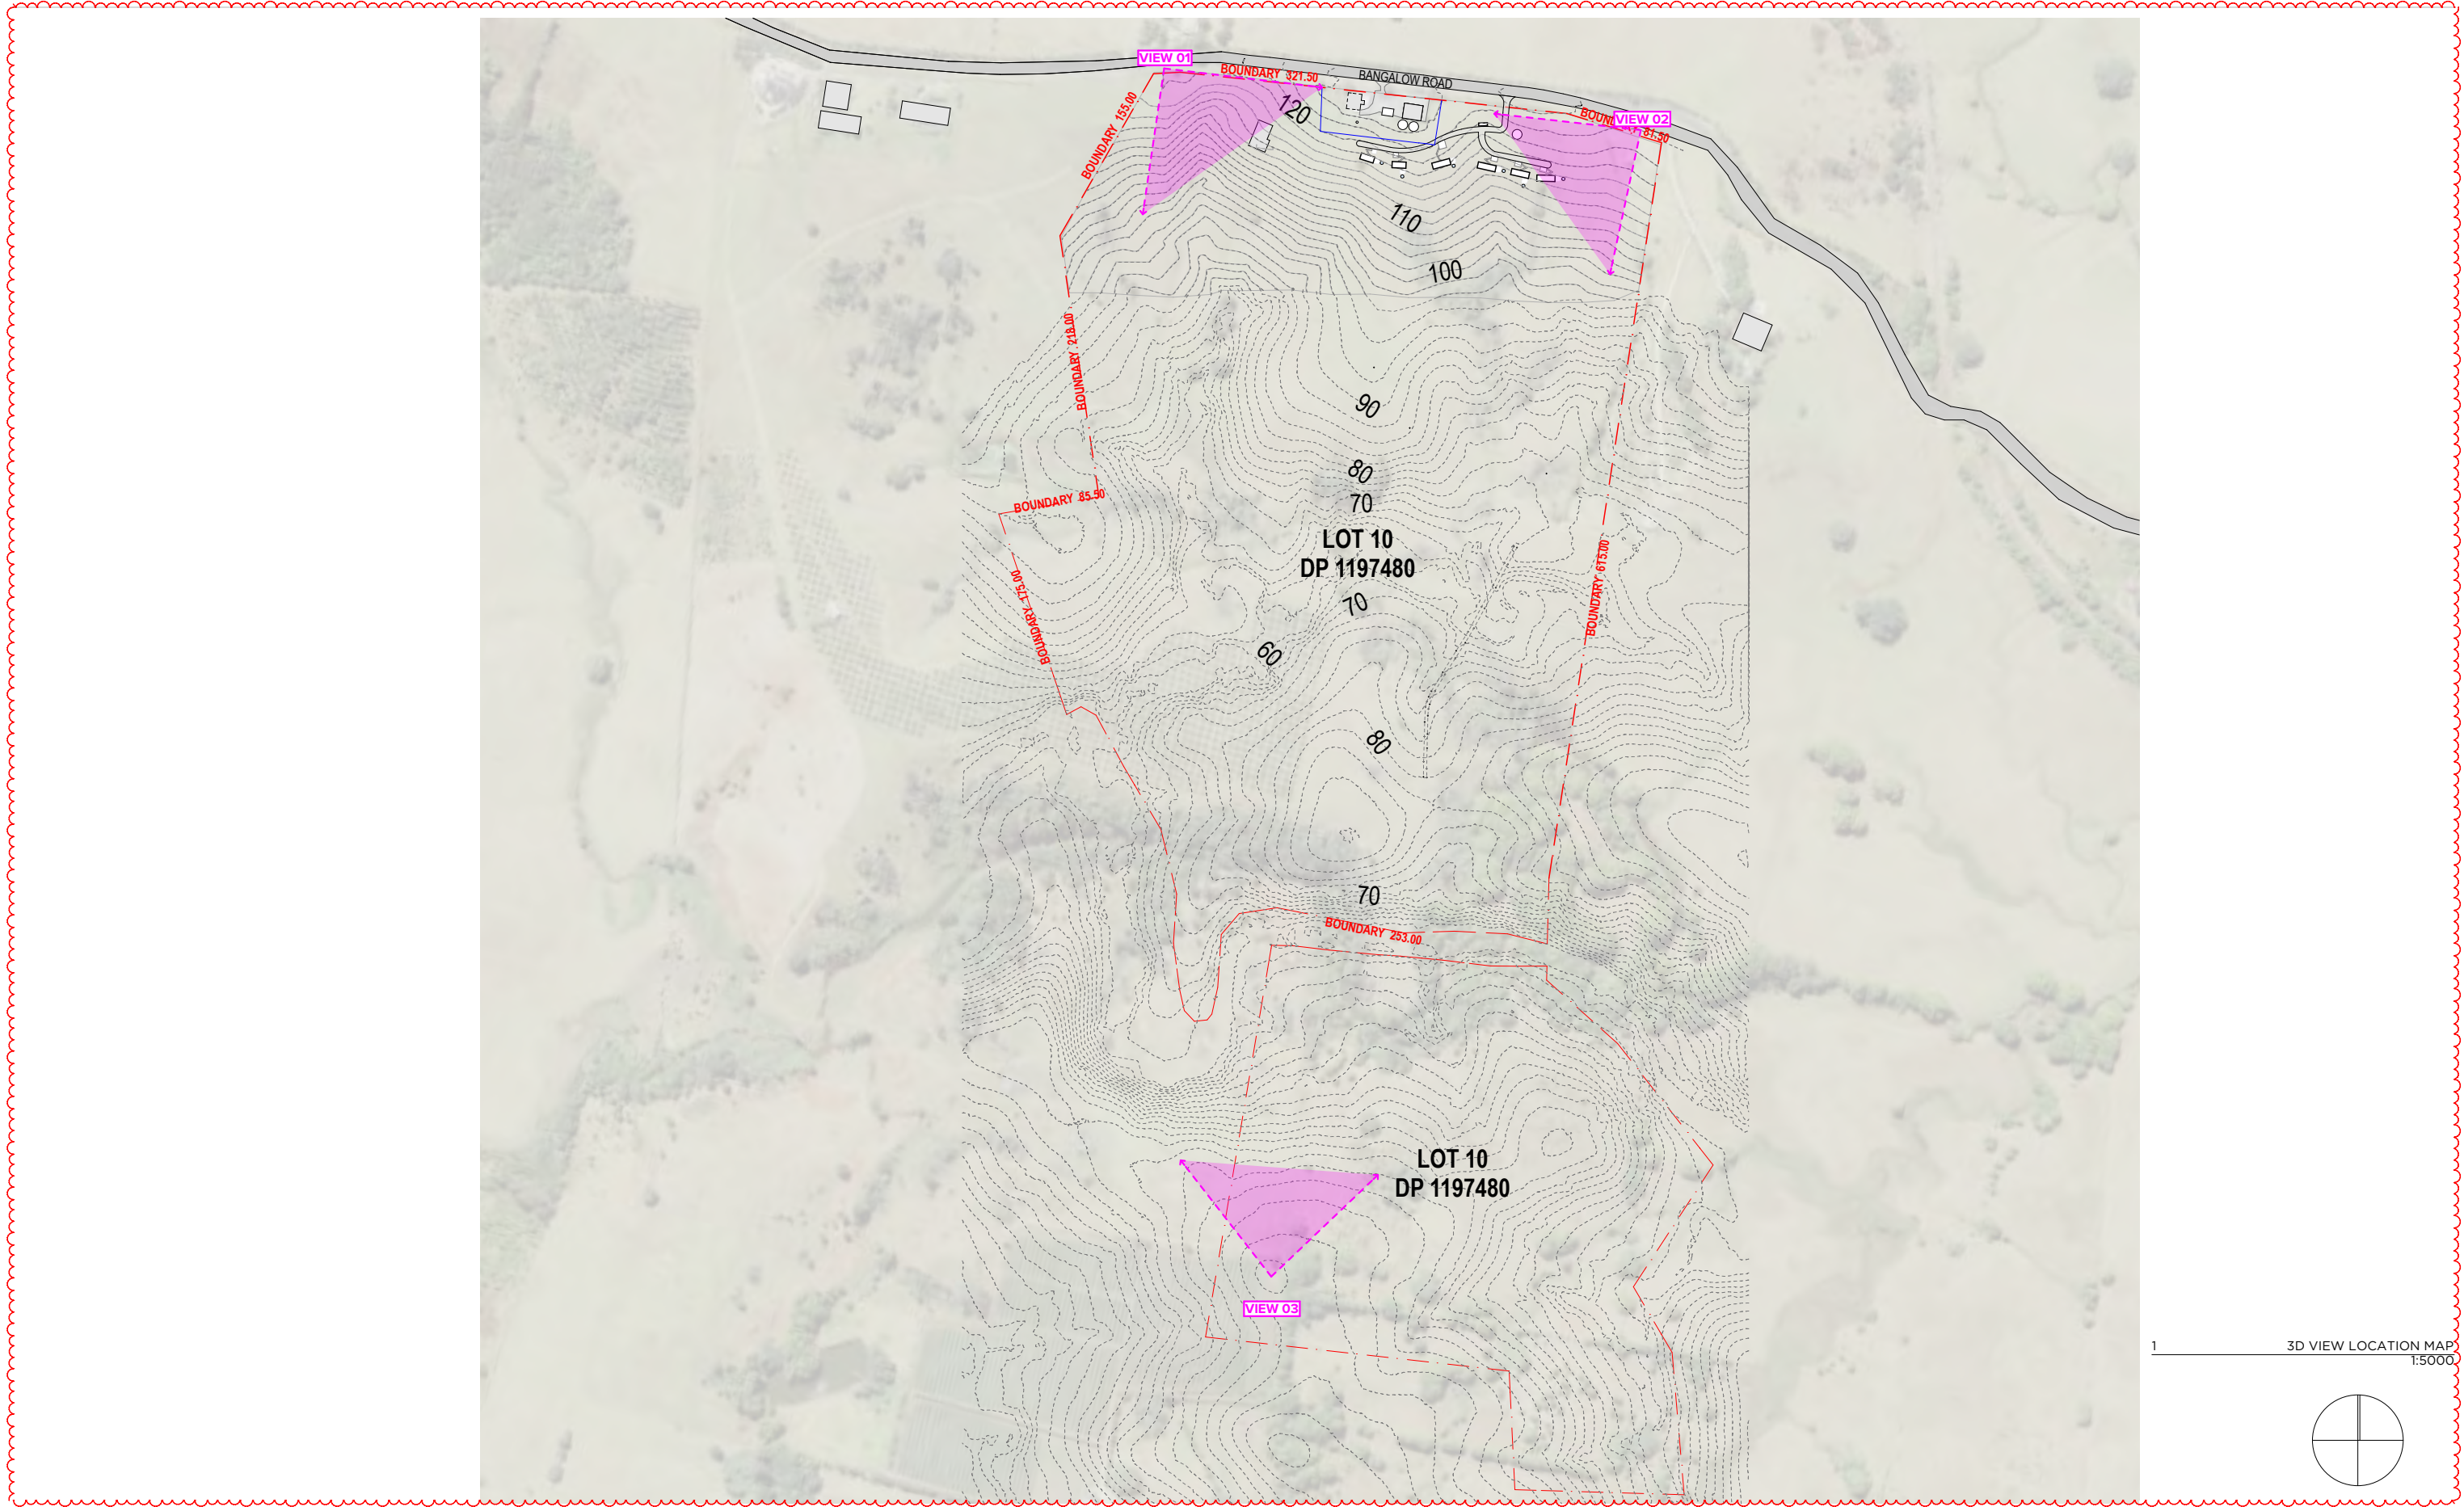 VIEW 01
BOUNDARY 321.50
BANGALOW ROAD
BOUNDARY 155.00
120
VIEW 02
110
100
BOUNDARY 218.00
90
80
BOUNDARY 85.50
70
LOT 10
DP 1197480
BOUNDARY 175.00
70
BOUNDARY 615.00
60
80
70
BOUNDARY 253.00
LOT 10
DP 1197480
VIEW 03
1 3D VIEW LOCATION MAP
1:5000